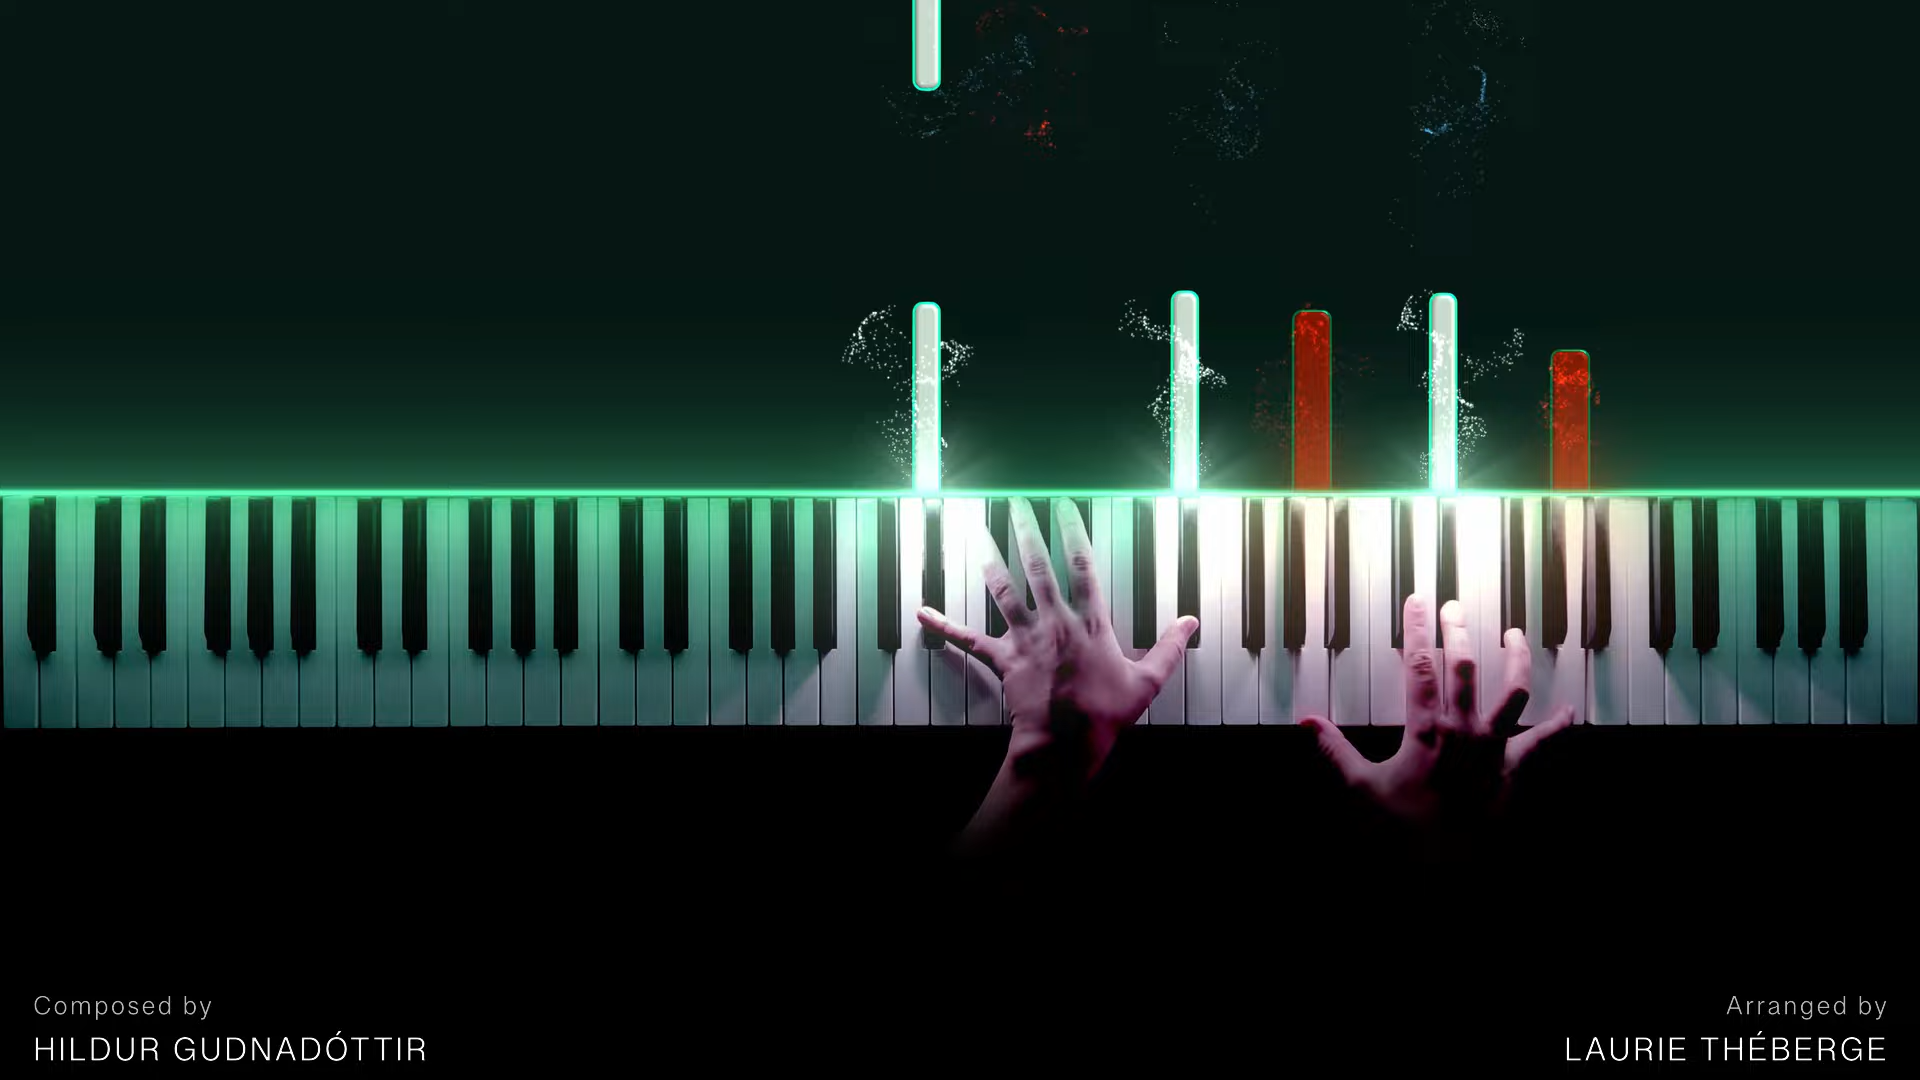 Composed by
HILDUR GUDNADÓTTIR
Arranged by
LAURIE THÉBERGE